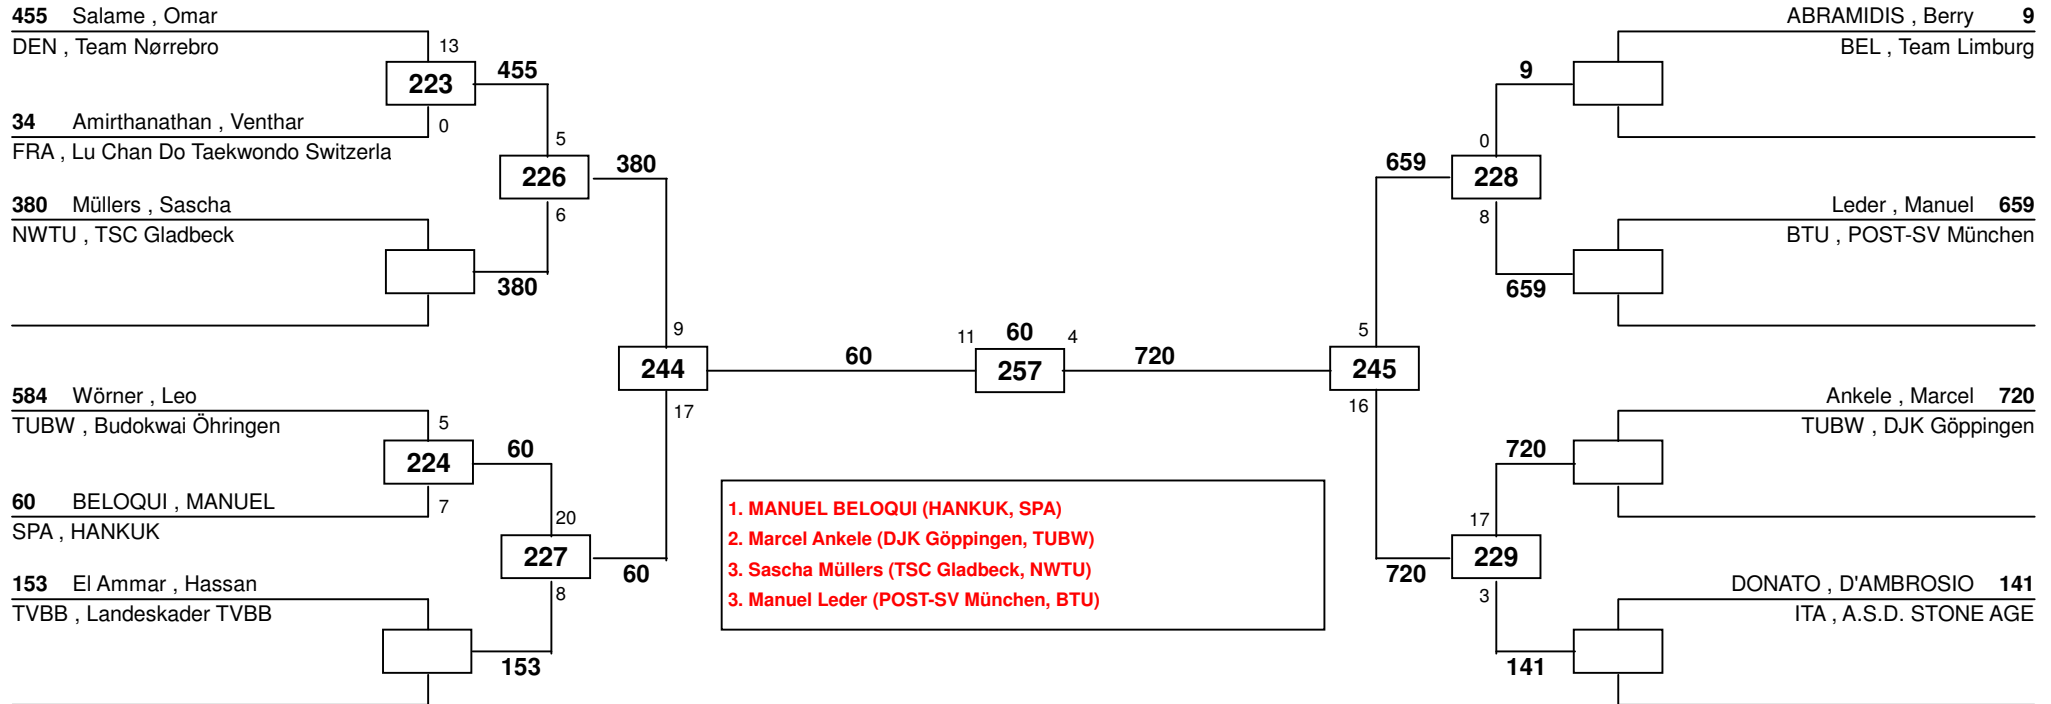 455 Salame , Omar
DEN , Team Nørrebro
13
223
455
34 Amirthanathan , Venthar
0
FRA , Lu Chan Do Taekwondo Switzerla
5
226
380
6
380 Müllers , Sascha
NWTU , TSC Gladbeck
380
9
244
60
17
584 Wörner , Leo
TUBW , Budokwai Öhringen
5
224
60
60 BELOQUI , MANUEL
7
SPA , HANKUK
20
227
60
8
153 El Ammar , Hassan
TVBB , Landeskader TVBB
153
11
60
4
257
720
1. MANUEL BELOQUI (HANKUK, SPA)
2. Marcel Ankele (DJK Göppingen, TUBW)
3. Sascha Müllers (TSC Gladbeck, NWTU)
3. Manuel Leder (POST-SV München, BTU)
ABRAMIDIS , Berry 9
BEL , Team Limburg
9
0
659
228
8
Leder , Manuel 659
BTU , POST-SV München
659
5
245
16
Ankele , Marcel 720
TUBW , DJK Göppingen
720
17
229
720
3
DONATO , D'AMBROSIO 141
ITA , A.S.D. STONE AGE
141